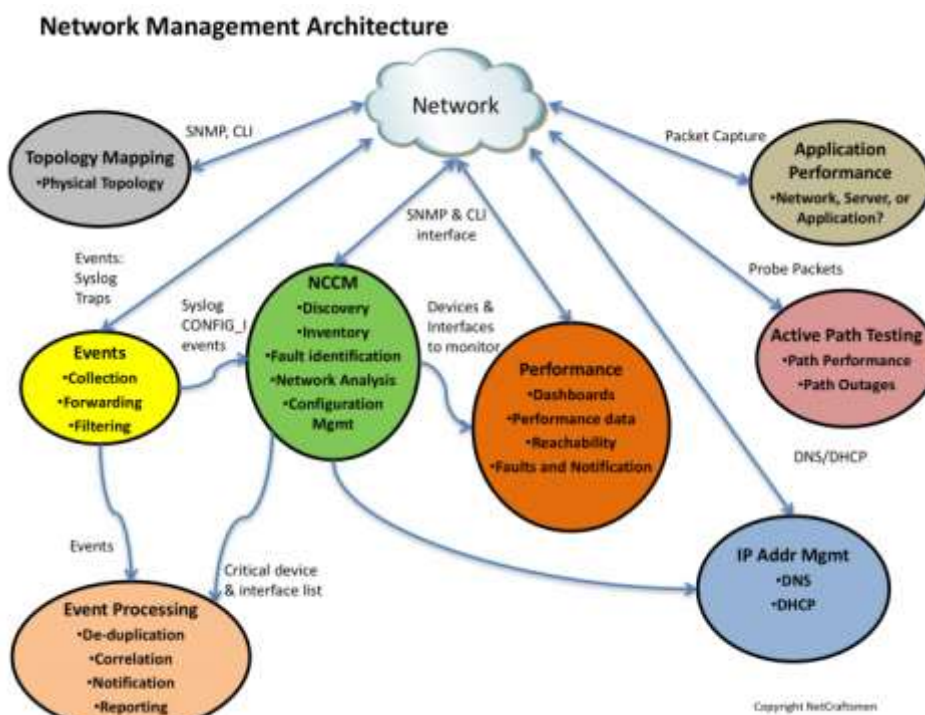 Network Management Architecture
Network
SNMP, CLI
Packet Capture
Topology Mapping
•Physical Topology
Application
Performance
•Network, Server, or
Application?
SNMP & CLI
interface
Events:
Syslog
Traps
Probe Packets
NCCM
•Discovery
•Inventory
•Fault identification
•Network Analysis
•Configuration
Mgmt
Syslog
CONFIG_I
events
Devices &
Interfaces
to monitor
Active Path Testing
•Path Performance
•Path Outages
Events
•Collection
•Forwarding
•Filtering
Performance
•Dashboards
•Performance data
•Reachability
•Faults and Notification
DNS/DHCP
Events
Critical device
& interface list
IP Addr Mgmt
•DNS
•DHCP
Event Processing
•De-duplication
•Correlation
•Notification
•Reporting
Copyright NetCraftsmen